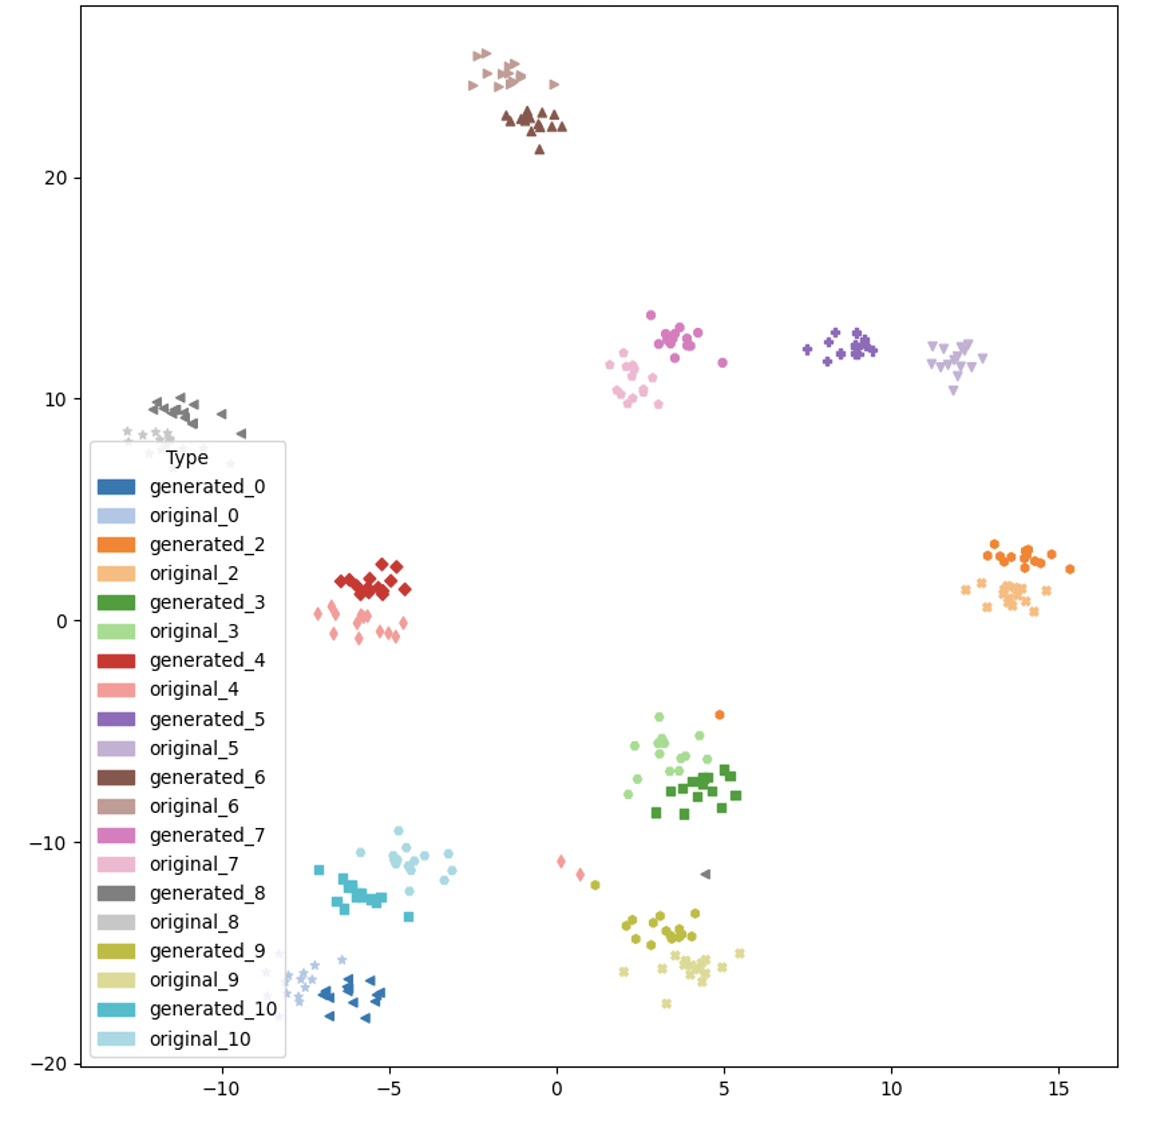 20
10
0
−10
−20
Type
generated_0
original_0
generated_2
original_2
generated_3
original_3
generated_4
original_4
generated_5
original_5
generated_6
original_6
generated_7
original_7
generated_8
original_8
generated_9
original_9
generated_10
original_10
−10
−5
0
5
10
15